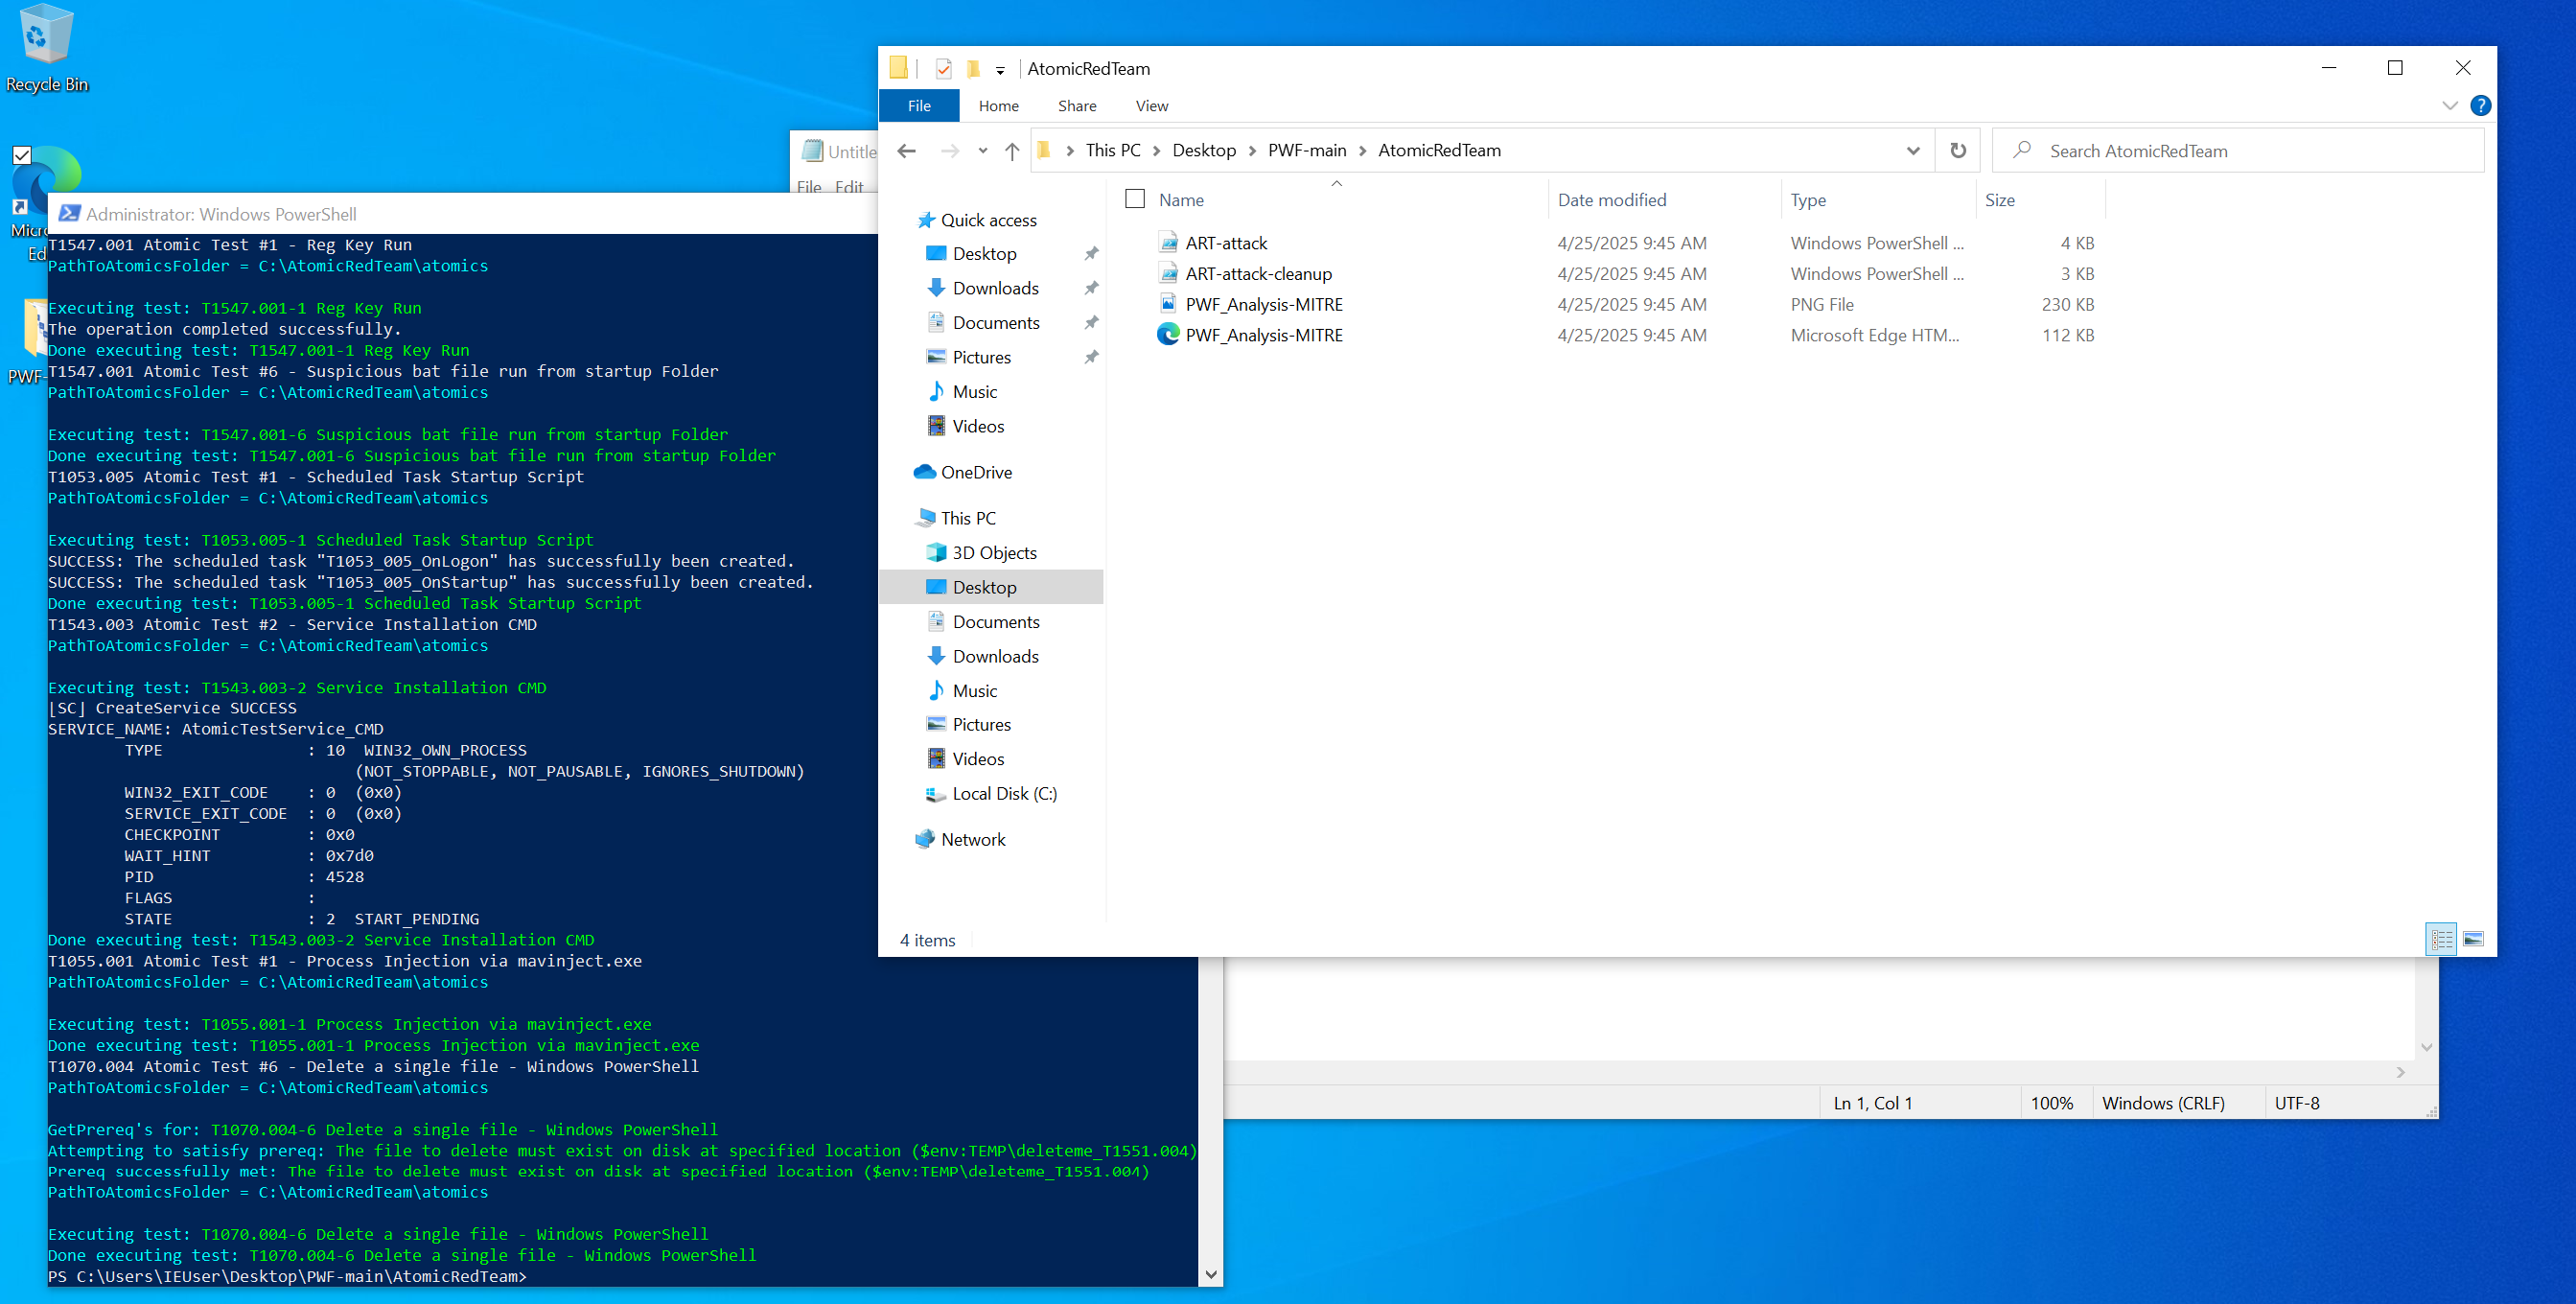 Recycle Bin
Micro
Ed
PWF-
Untitle
File Edit
Administrator: Windows PowerShell
T1547.001 Atomic Test #1 - Reg Key Run
PathToAtomicsFolder = C:\AtomicRedTeam\atomics
Executing test: T1547.001-1 Reg Key Run
The operation completed successfully.
Done executing test: T1547.001-1 Reg Key Run
T1547.001 Atomic Test #6 - Suspicious bat file run from startup Folder
PathToAtomicsFolder = C:\AtomicRedTeam\atomics
Executing test: T1547.001-6 Suspicious bat file run from startup Folder
Done executing test: T1547.001-6 Suspicious bat file run from startup Folder
T1053.005 Atomic Test #1 - Scheduled Task Startup Script
PathToAtomicsFolder = C:\AtomicRedTeam\atomics
Executing test: T1053.005-1 Scheduled Task Startup Script
SUCCESS: The scheduled task "T1053_005_OnLogon" has successfully been created.
SUCCESS: The scheduled task "T1053_005_OnStartup" has successfully been created.
Done executing test: T1053.005-1 Scheduled Task Startup Script
T1543.003 Atomic Test #2 - Service Installation CMD
PathToAtomicsFolder = C:\AtomicRedTeam\atomics
Executing test: T1543.003-2 Service Installation CMD
[SC] CreateService SUCCESS
SERVICE_NAME: AtomicTestService_CMD
TYPE : 10 WIN32_OWN_PROCESS
(NOT_STOPPABLE, NOT_PAUSABLE, IGNORES_SHUTDOWN)
WIN32_EXIT_CODE : 0 (0x0)
SERVICE_EXIT_CODE : 0 (0x0)
CHECKPOINT : 0x0
WAIT_HINT : 0x7d0
PID : 4528
FLAGS :
STATE : 2 START_PENDING
Done executing test: T1543.003-2 Service Installation CMD
T1055.001 Atomic Test #1 - Process Injection via mavinject.exe
PathToAtomicsFolder = C:\AtomicRedTeam\atomics
Executing test: T1055.001-1 Process Injection via mavinject.exe
Done executing test: T1055.001-1 Process Injection via mavinject.exe
T1070.004 Atomic Test #6 - Delete a single file - Windows PowerShell
PathToAtomicsFolder = C:\AtomicRedTeam\atomics
GetPrereq's for: T1070.004-6 Delete a single file - Windows PowerShell
Attempting to satisfy prereq: The file to delete must exist on disk at specified location ($env:TEMP\deleteme_T1551.004)
Prereq successfully met: The file to delete must exist on disk at specified location ($env:TEMP\deleteme_T1551.004)
PathToAtomicsFolder = C:\AtomicRedTeam\atomics
Executing test: T1070.004-6 Delete a single file - Windows PowerShell
Done executing test: T1070.004-6 Delete a single file - Windows PowerShell
PS C:\Users\IEUser\Desktop\PWF-main\AtomicRedTeam>
AtomicRedTeam
File Home Share View
This PC Desktop PWF-main AtomicRedTeam
Search AtomicRedTeam
Quick access
Desktop
Downloads
Documents
Pictures
Music
Videos
OneDrive
This PC
3D Objects
Desktop
Documents
Downloads
Music
Pictures
Videos
Local Disk (C:)
Network
Name Date modified Type Size
ART-attack 4/25/2025 9:45 AM Windows PowerShell ... 4 KB
ART-attack-cleanup 4/25/2025 9:45 AM Windows PowerShell ... 3 KB
PWF_Analysis-MITRE 4/25/2025 9:45 AM PNG File 230 KB
PWF_Analysis-MITRE 4/25/2025 9:45 AM Microsoft Edge HTM... 112 KB
4 items
Ln 1, Col 1 100% Windows (CRLF) UTF-8